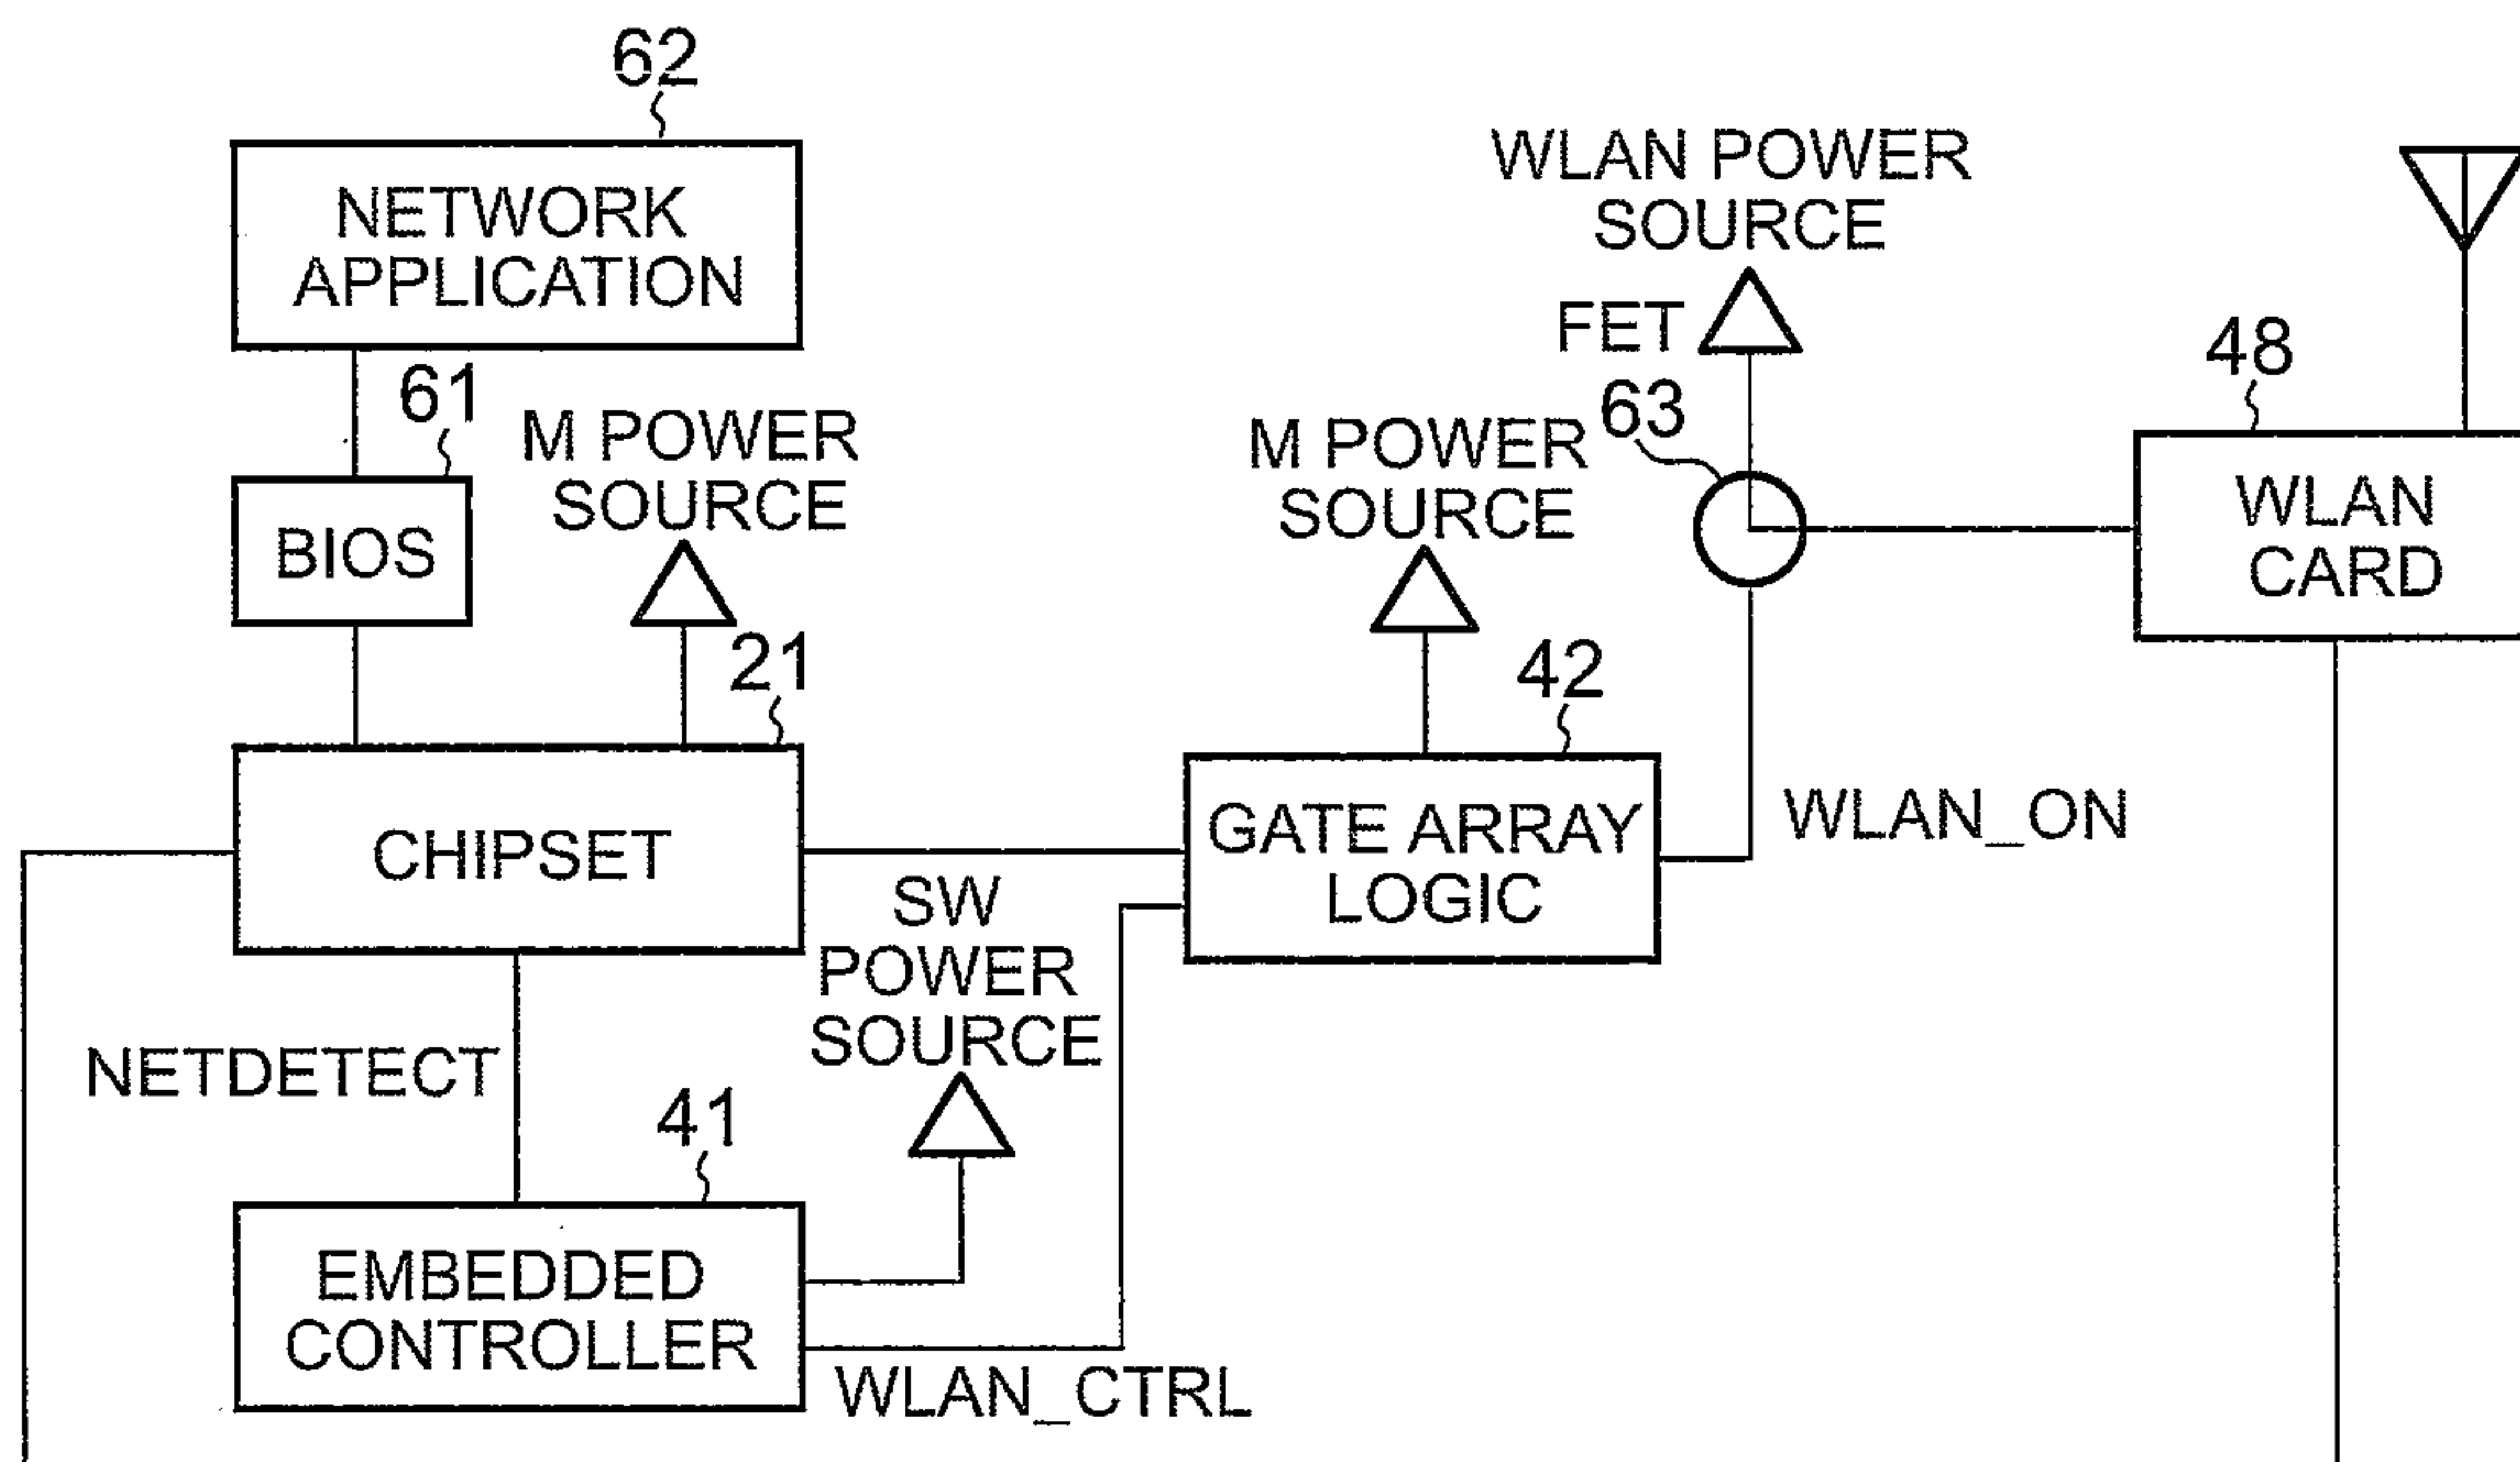 62
NETWORK
APPLICATION
61
BIOS
M POWER
SOURCE
21
CHIPSET
NETDETECT
41
EMBEDDED
CONTROLLER
SW
POWER
SOURCE
WLAN_CTRL
M POWER
SOURCE
42
GATE ARRAY
LOGIC
WLAN POWER
SOURCE
FET
63
WLAN_ON
48
WLAN
CARD